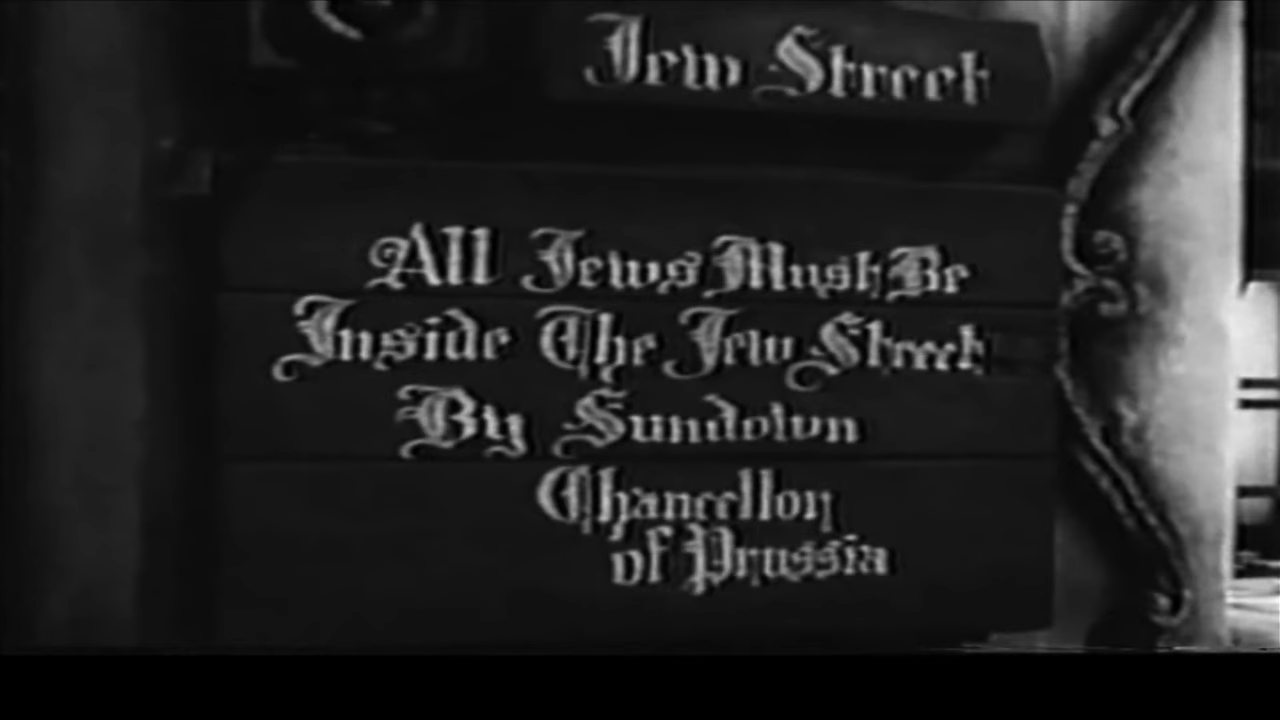 Jew Street
All Jews Must Be
Inside The Jew Street
By Sundown
Chancellor
of Prussia